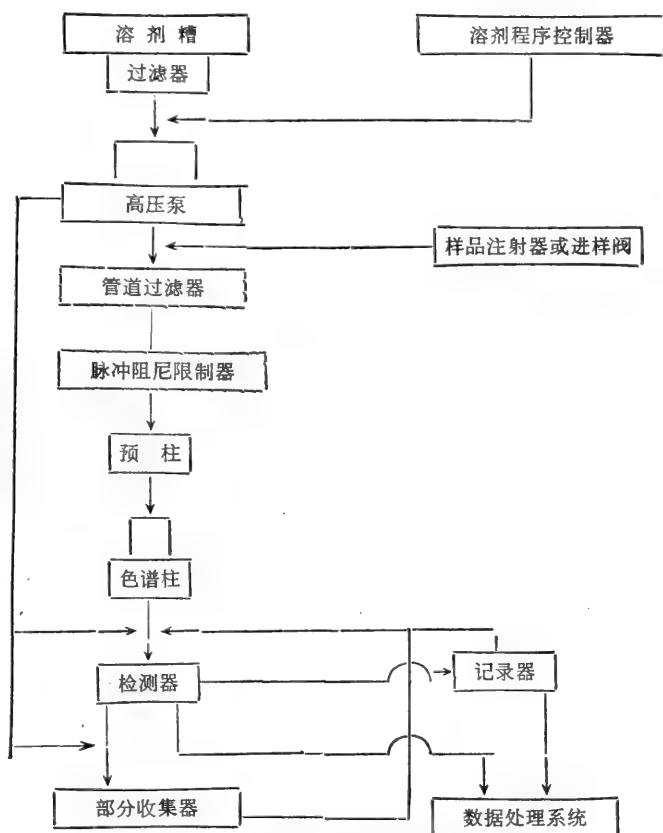 溶剂槽
溶剂程序控制器
过滤器
高压泵
样品注射器或进样阀
管道过滤器
脉冲阻尼限制器
预柱
色谱柱
检测器
记录器
部分收集器
数据处理系统